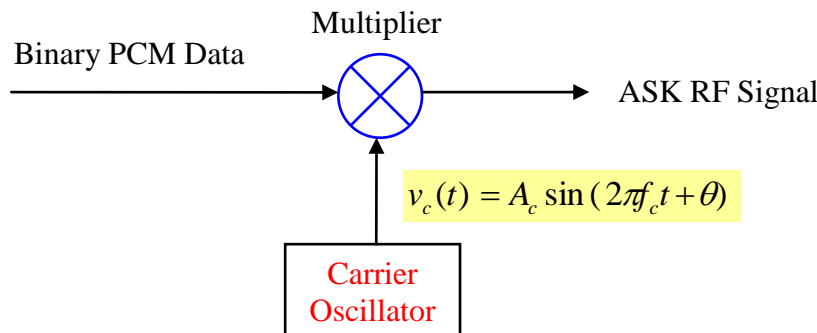 Multiplier
Binary PCM Data
ASK RF Signal
v_c(t) = A_c sin (2πf_c t + θ)
Carrier
Oscillator